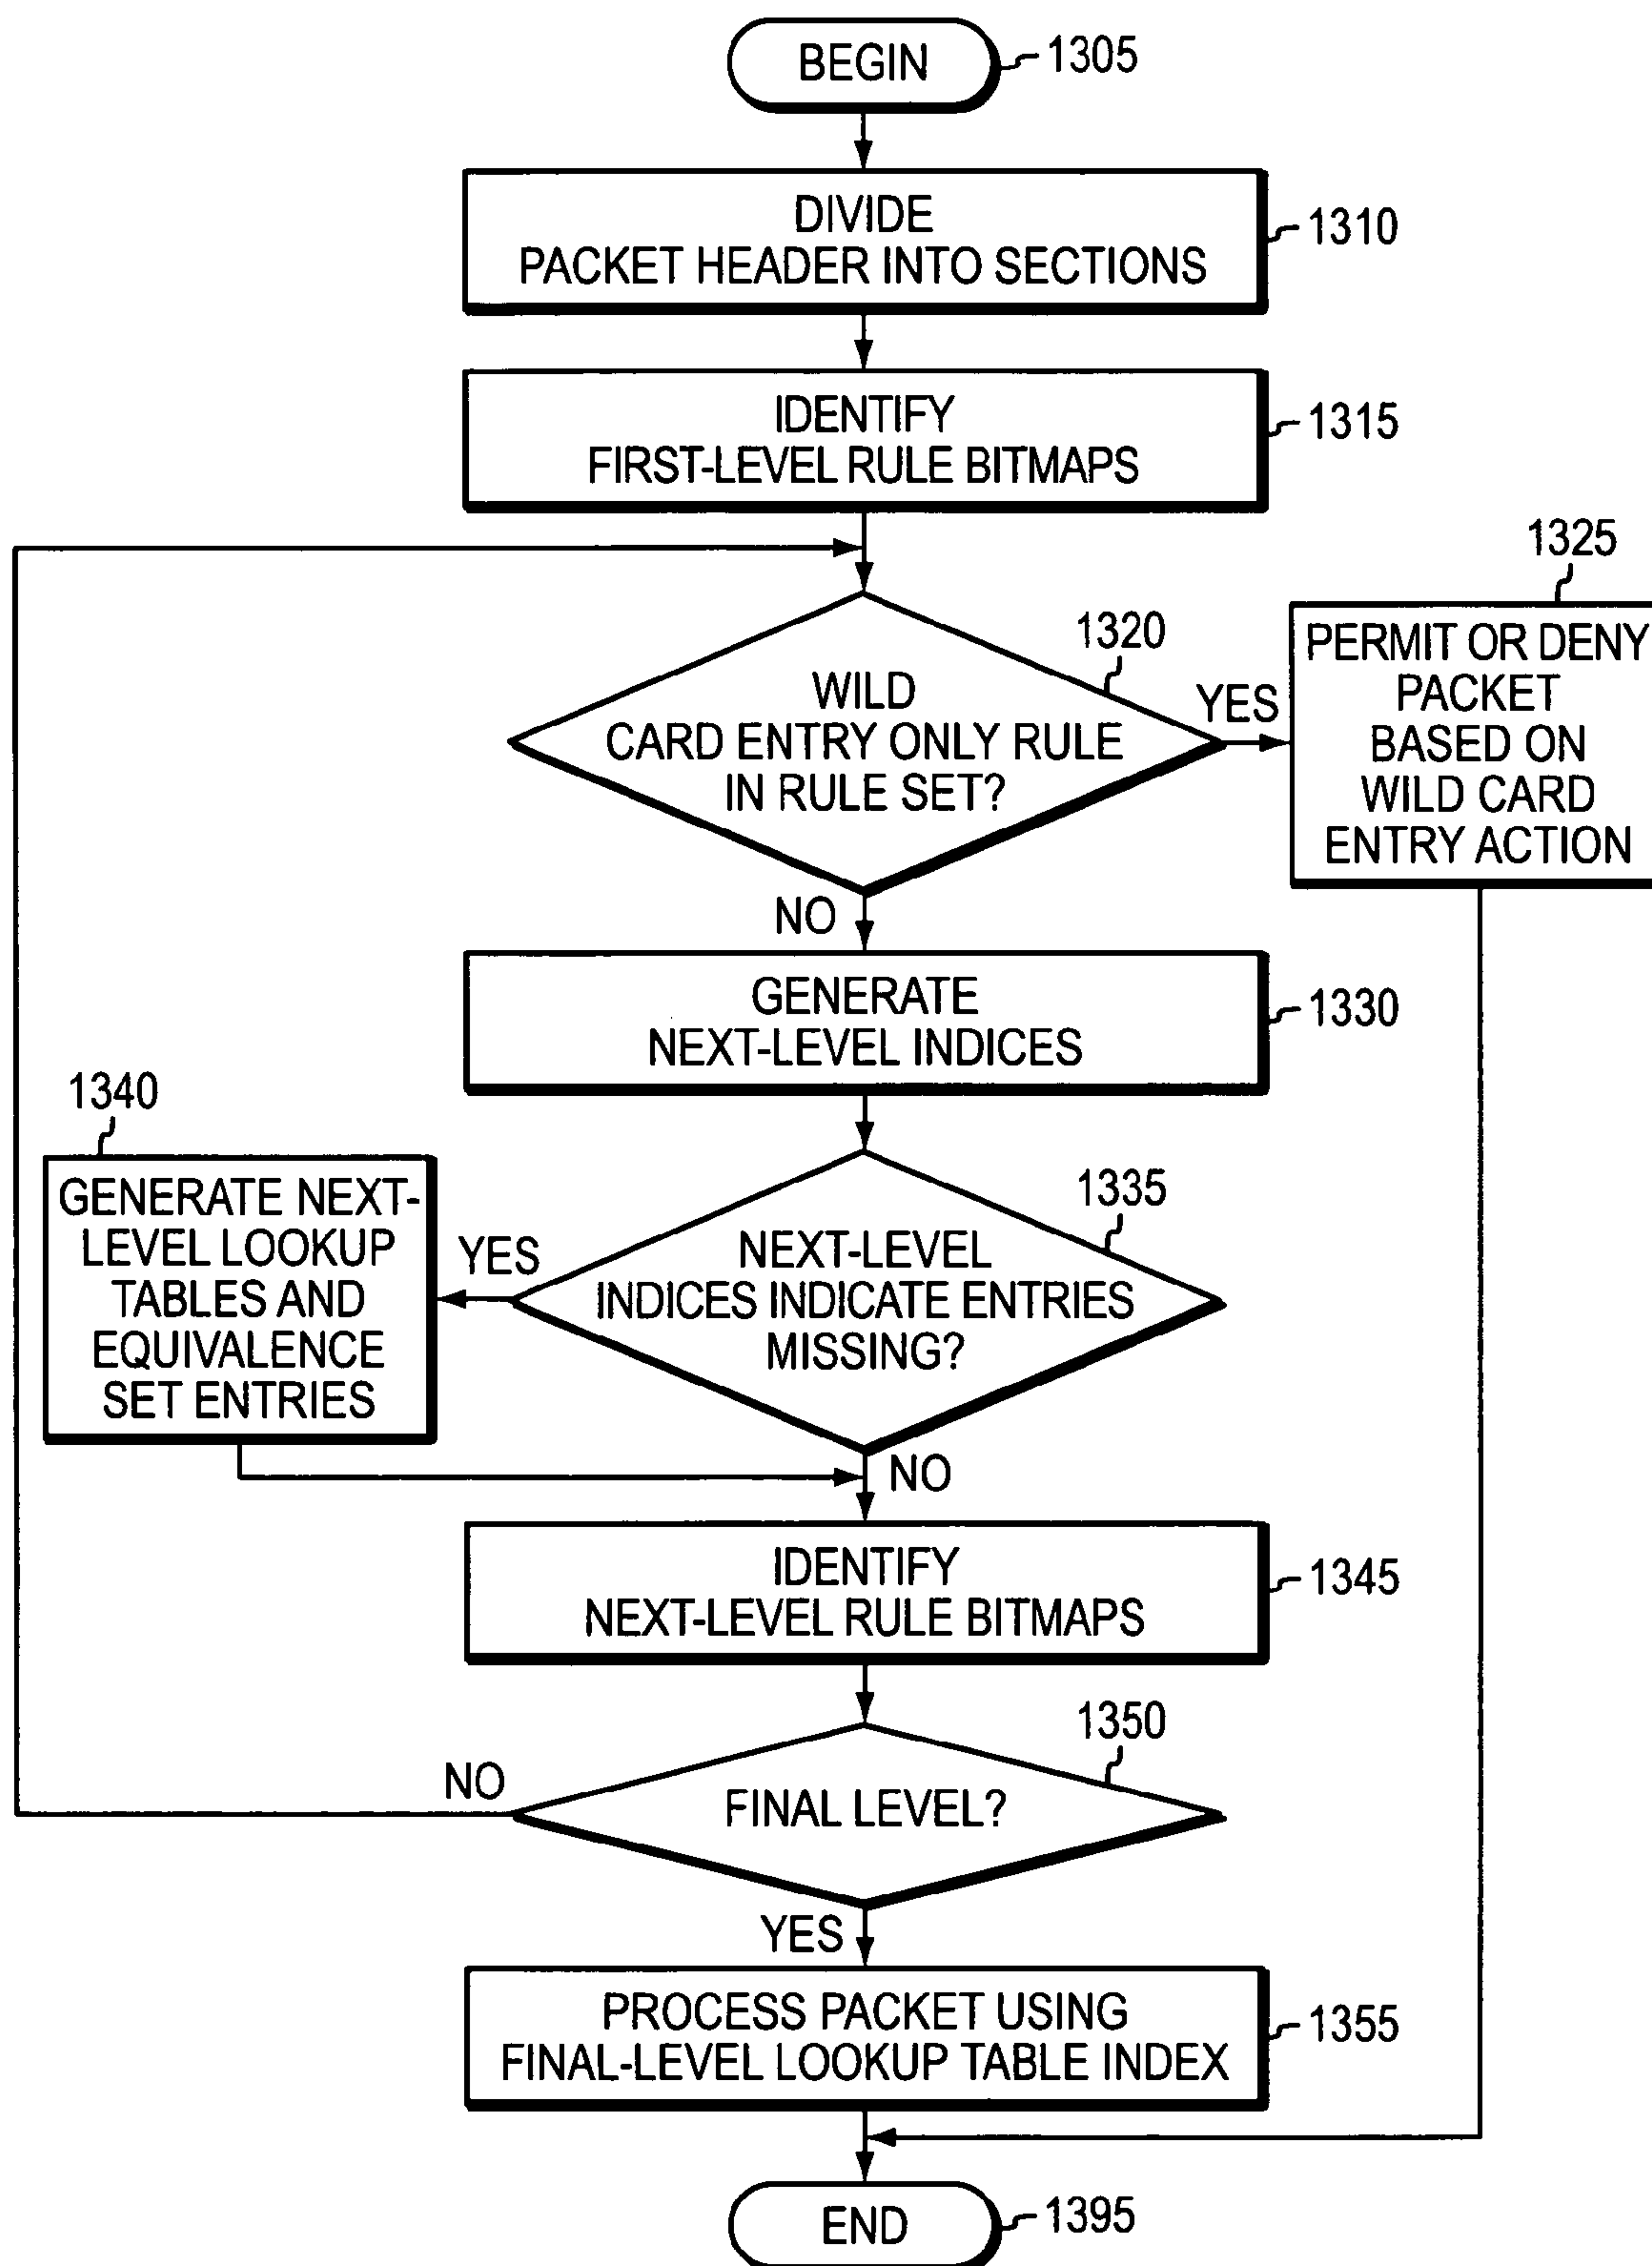 BEGIN
1305
DIVIDE
PACKET HEADER INTO SECTIONS
1310
IDENTIFY
FIRST-LEVEL RULE BITMAPS
1315
WILD
CARD ENTRY ONLY RULE
IN RULE SET?
1320
YES
1325
PERMIT OR DENY
PACKET
BASED ON
WILD CARD
ENTRY ACTION
NO
GENERATE
NEXT-LEVEL INDICES
1330
NEXT-LEVEL
INDICES INDICATE ENTRIES
MISSING?
1335
YES
1340
GENERATE NEXT-
LEVEL LOOKUP
TABLES AND
EQUIVALENCE
SET ENTRIES
NO
IDENTIFY
NEXT-LEVEL RULE BITMAPS
1345
FINAL LEVEL?
1350
NO
YES
PROCESS PACKET USING
FINAL-LEVEL LOOKUP TABLE INDEX
1355
END
1395